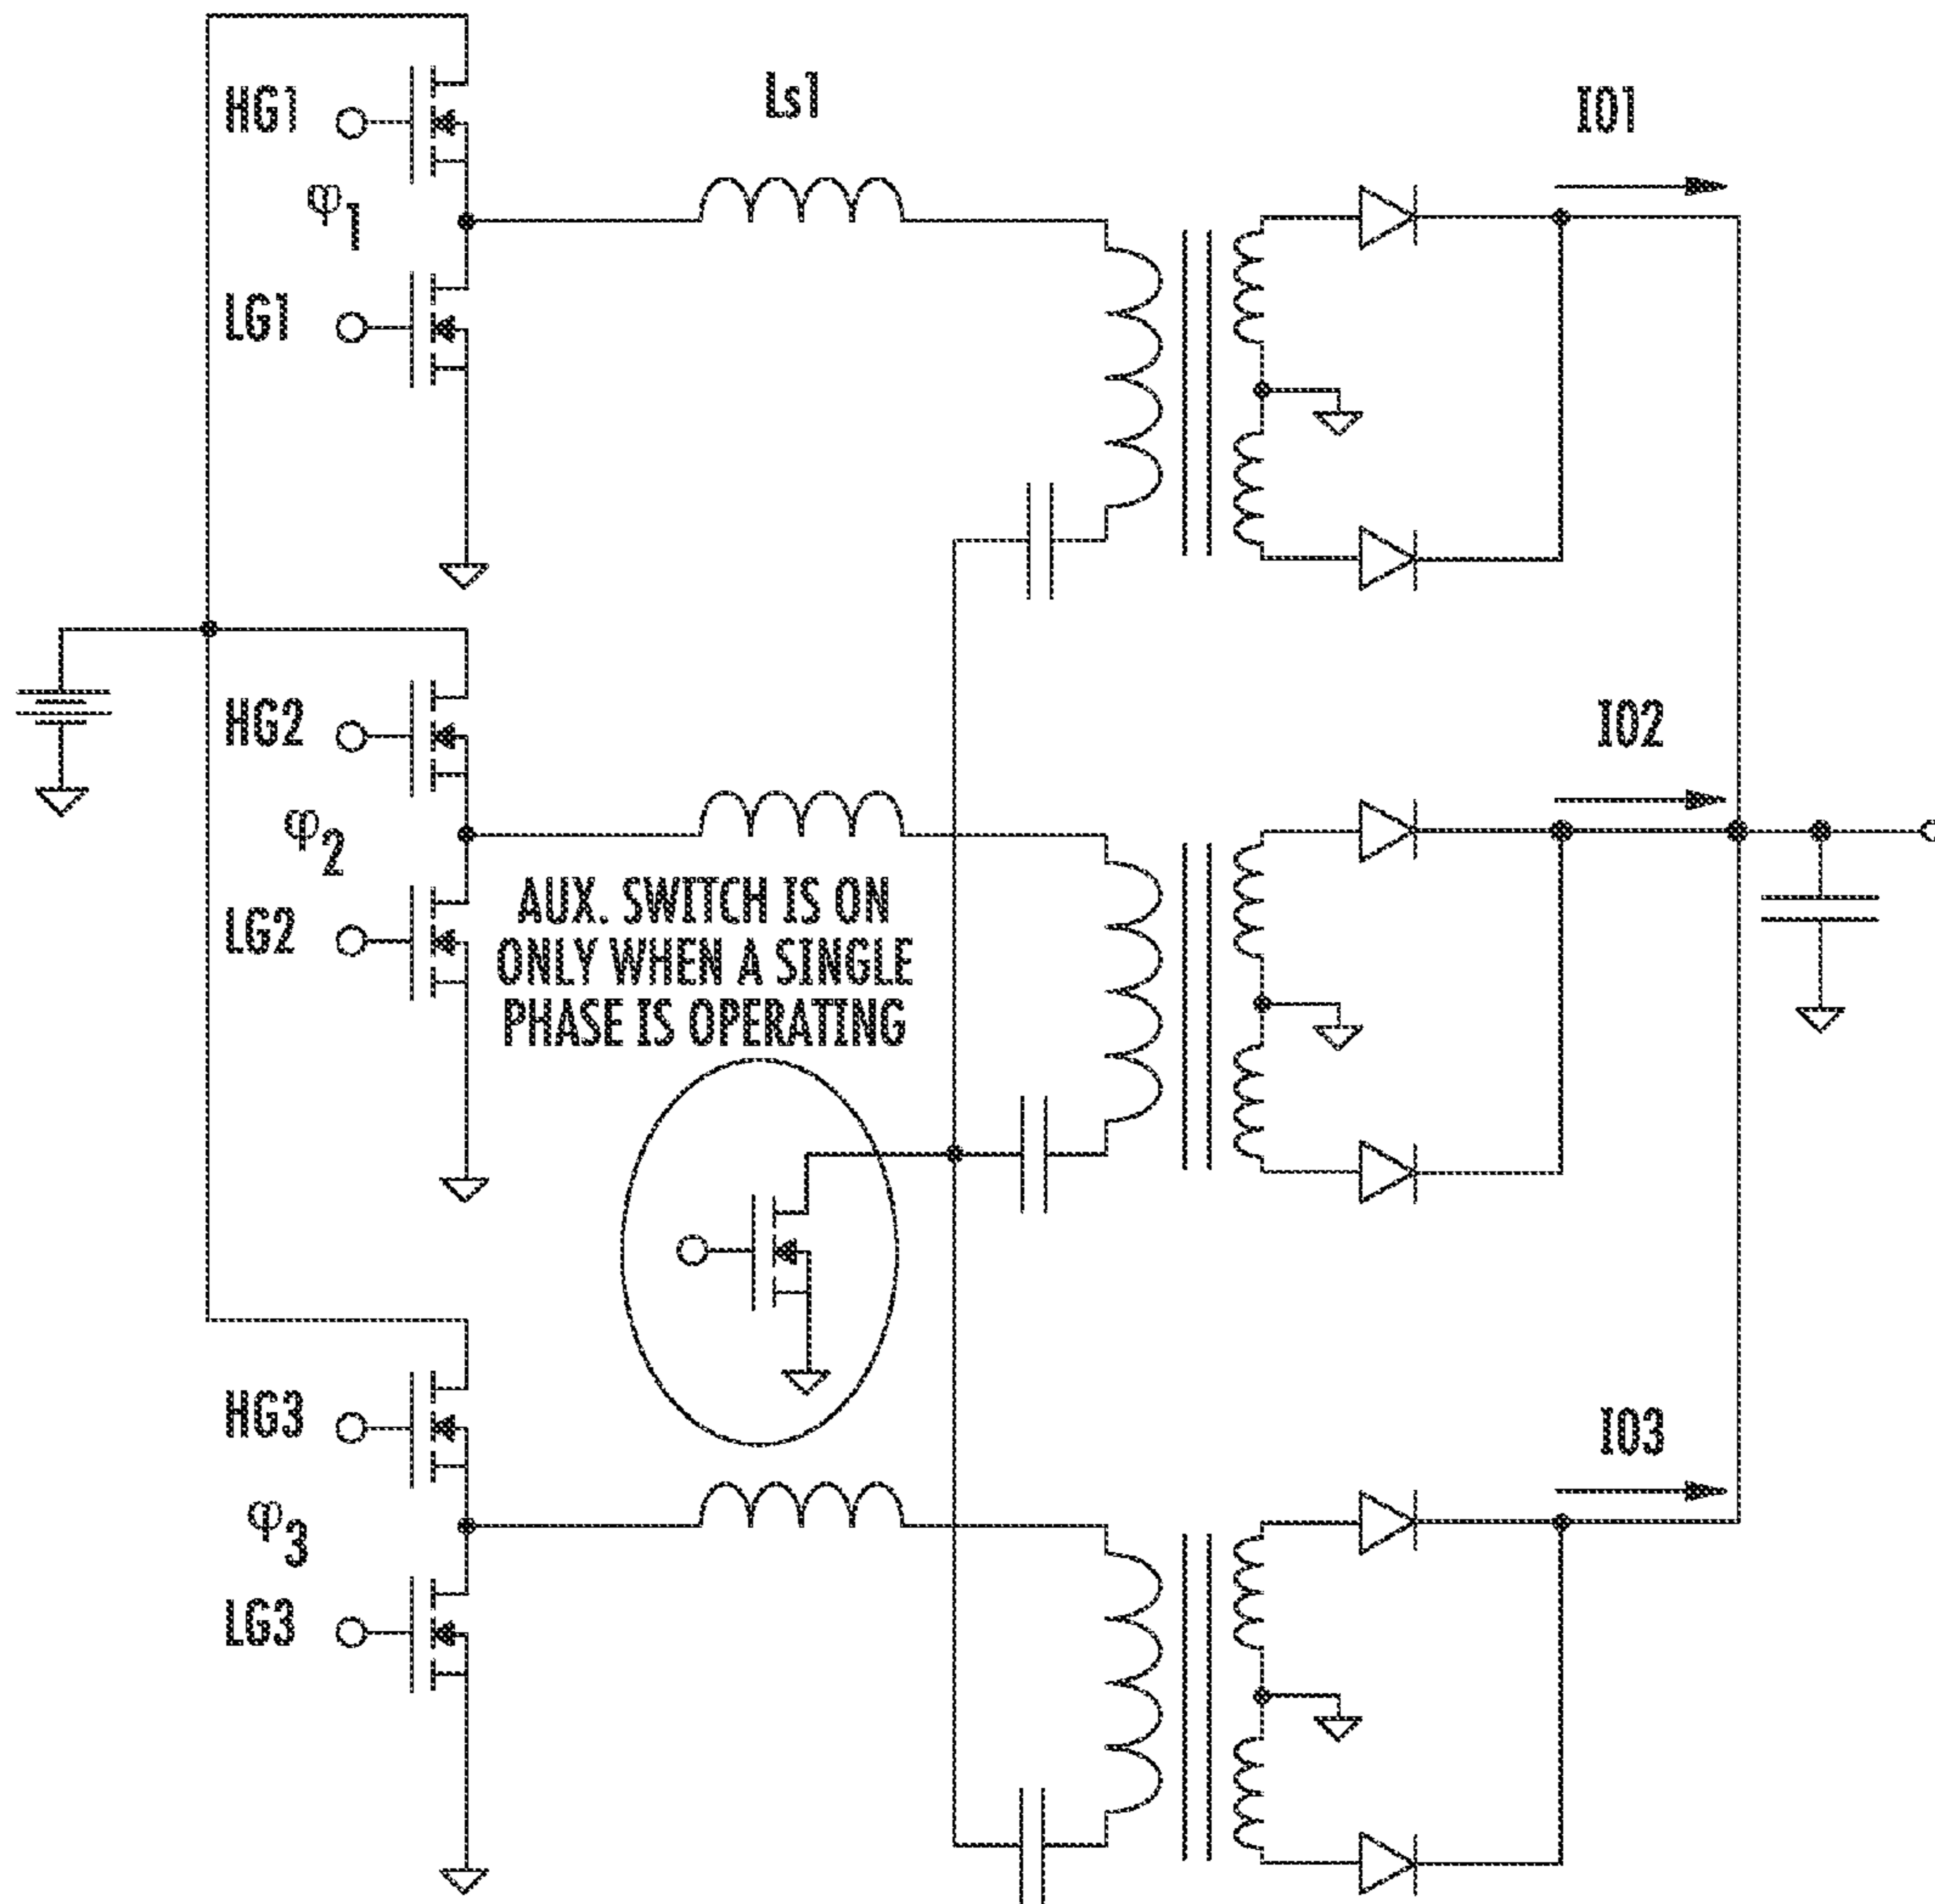 HG1
Ls1
IO1
φ1
LG1
HG2
IO2
φ2
LG2
AUX. SWITCH IS ON
ONLY WHEN A SINGLE
PHASE IS OPERATING
HG3
IO3
φ3
LG3